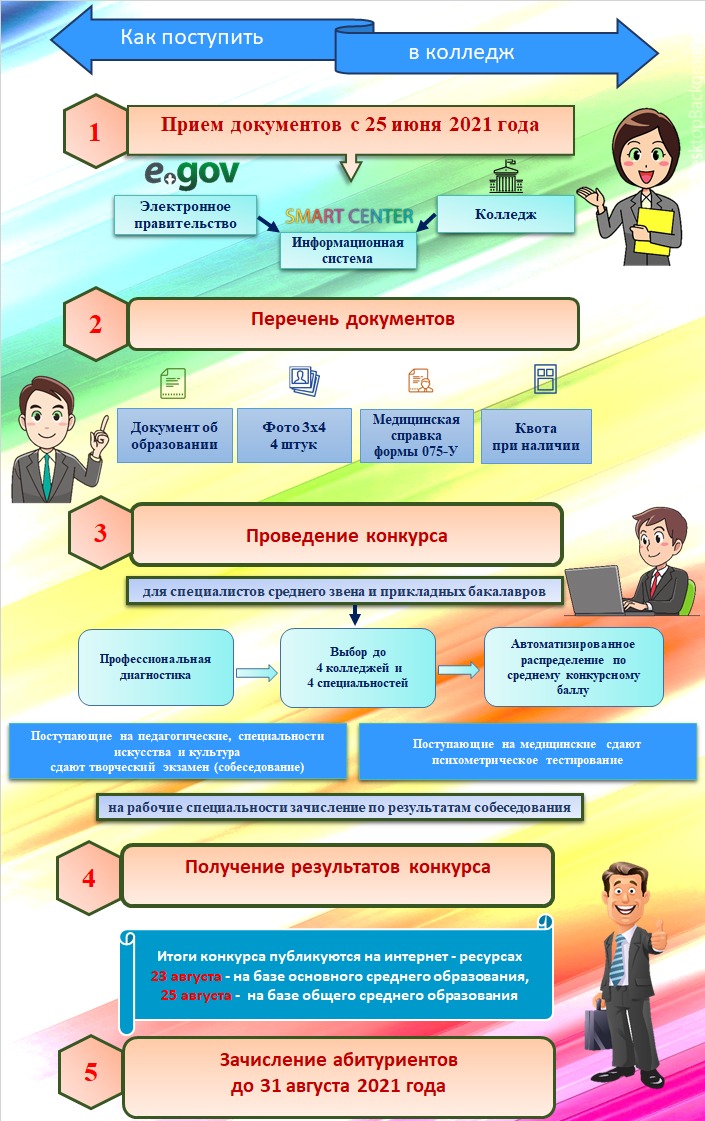 Как поступить
в колледж
1
Прием документов с 25 июня 2021 года
e.gov
Электронное
правительство
SMART CENTER
Информационная
система
Колледж
2
Перечень документов
Документ об
образовании
Фото 3х4
4 штук
Медицинская
справка
формы 075-У
Квота
при наличии
3
Проведение конкурса
для специалистов среднего звена и прикладных бакалавров
Профессиональная
диагностика
Выбор до
4 колледжей и
4 специальностей
Автоматизированное
распределение по
среднему конкурсному
баллу
Поступающие на педагогические, специальности
искусства и культура
сдают творческий экзамен (собеседование)
Поступающие на медицинские сдают
психометрическое тестирование
на рабочие специальности зачисление по результатам собеседования
4
Получение результатов конкурса
Итоги конкурса публикуются на интернет - ресурсах
23 августа - на базе основного среднего образования,
25 августа - на базе общего среднего образования
5
Зачисление абитуриентов
до 31 августа 2021 года